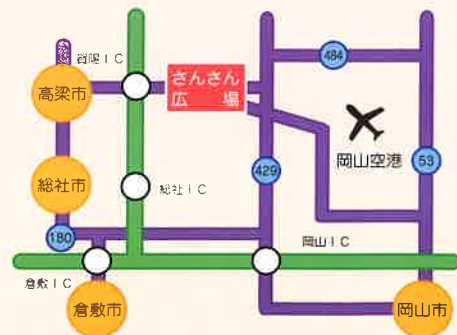 484
賀陽IC
さんさん
広場
高梁市
岡山空港
53
429
総社市
総社IC
180
岡山IC
倉敷IC
倉敷市
岡山市